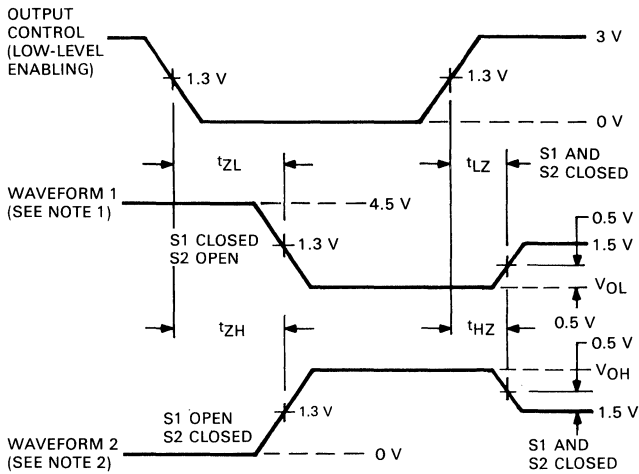 OUTPUT
CONTROL
(LOW-LEVEL
ENABLING)
3 V
1.3 V
1.3 V
0 V
tZL
tLZ
S1 AND
S2 CLOSED
WAVEFORM 1
(SEE NOTE 1)
4.5 V
0.5 V
S1 CLOSED
S2 OPEN
1.3 V
1.5 V
VOL
0.5 V
tZH
tHZ
0.5 V
VOH
S1 OPEN
S2 CLOSED
1.3 V
1.5 V
WAVEFORM 2
(SEE NOTE 2)
0 V
S1 AND
S2 CLOSED